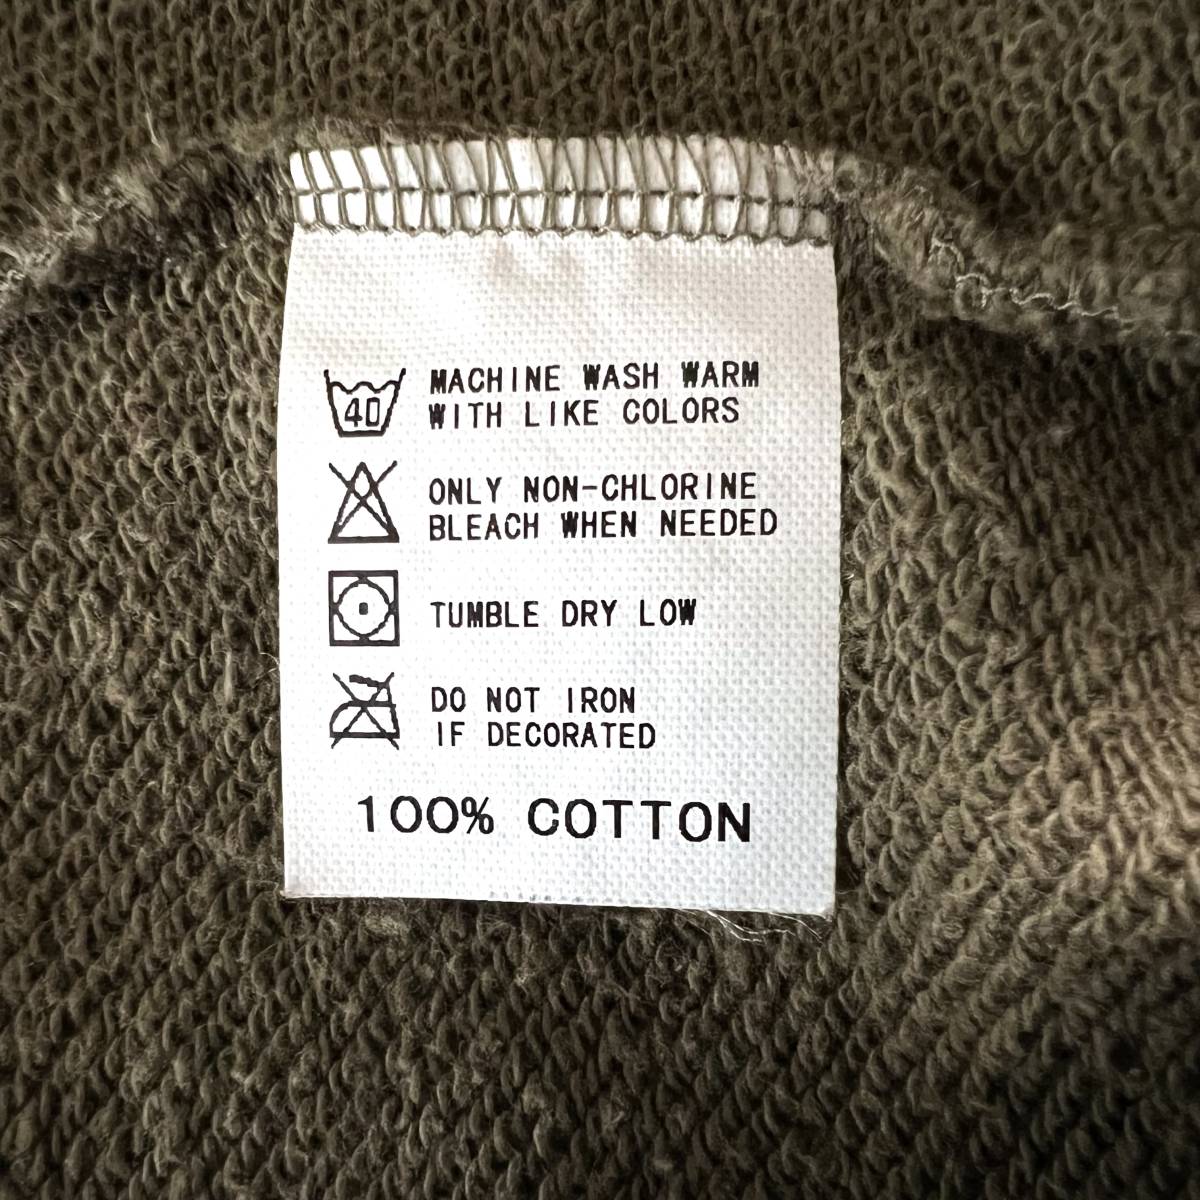 40
MACHINE WASH WARM
WITH LIKE COLORS
ONLY NON-CHLORINE
BLEACH WHEN NEEDED
TUMBLE DRY LOW
DO NOT IRON
IF DECORATED
100% COTTON